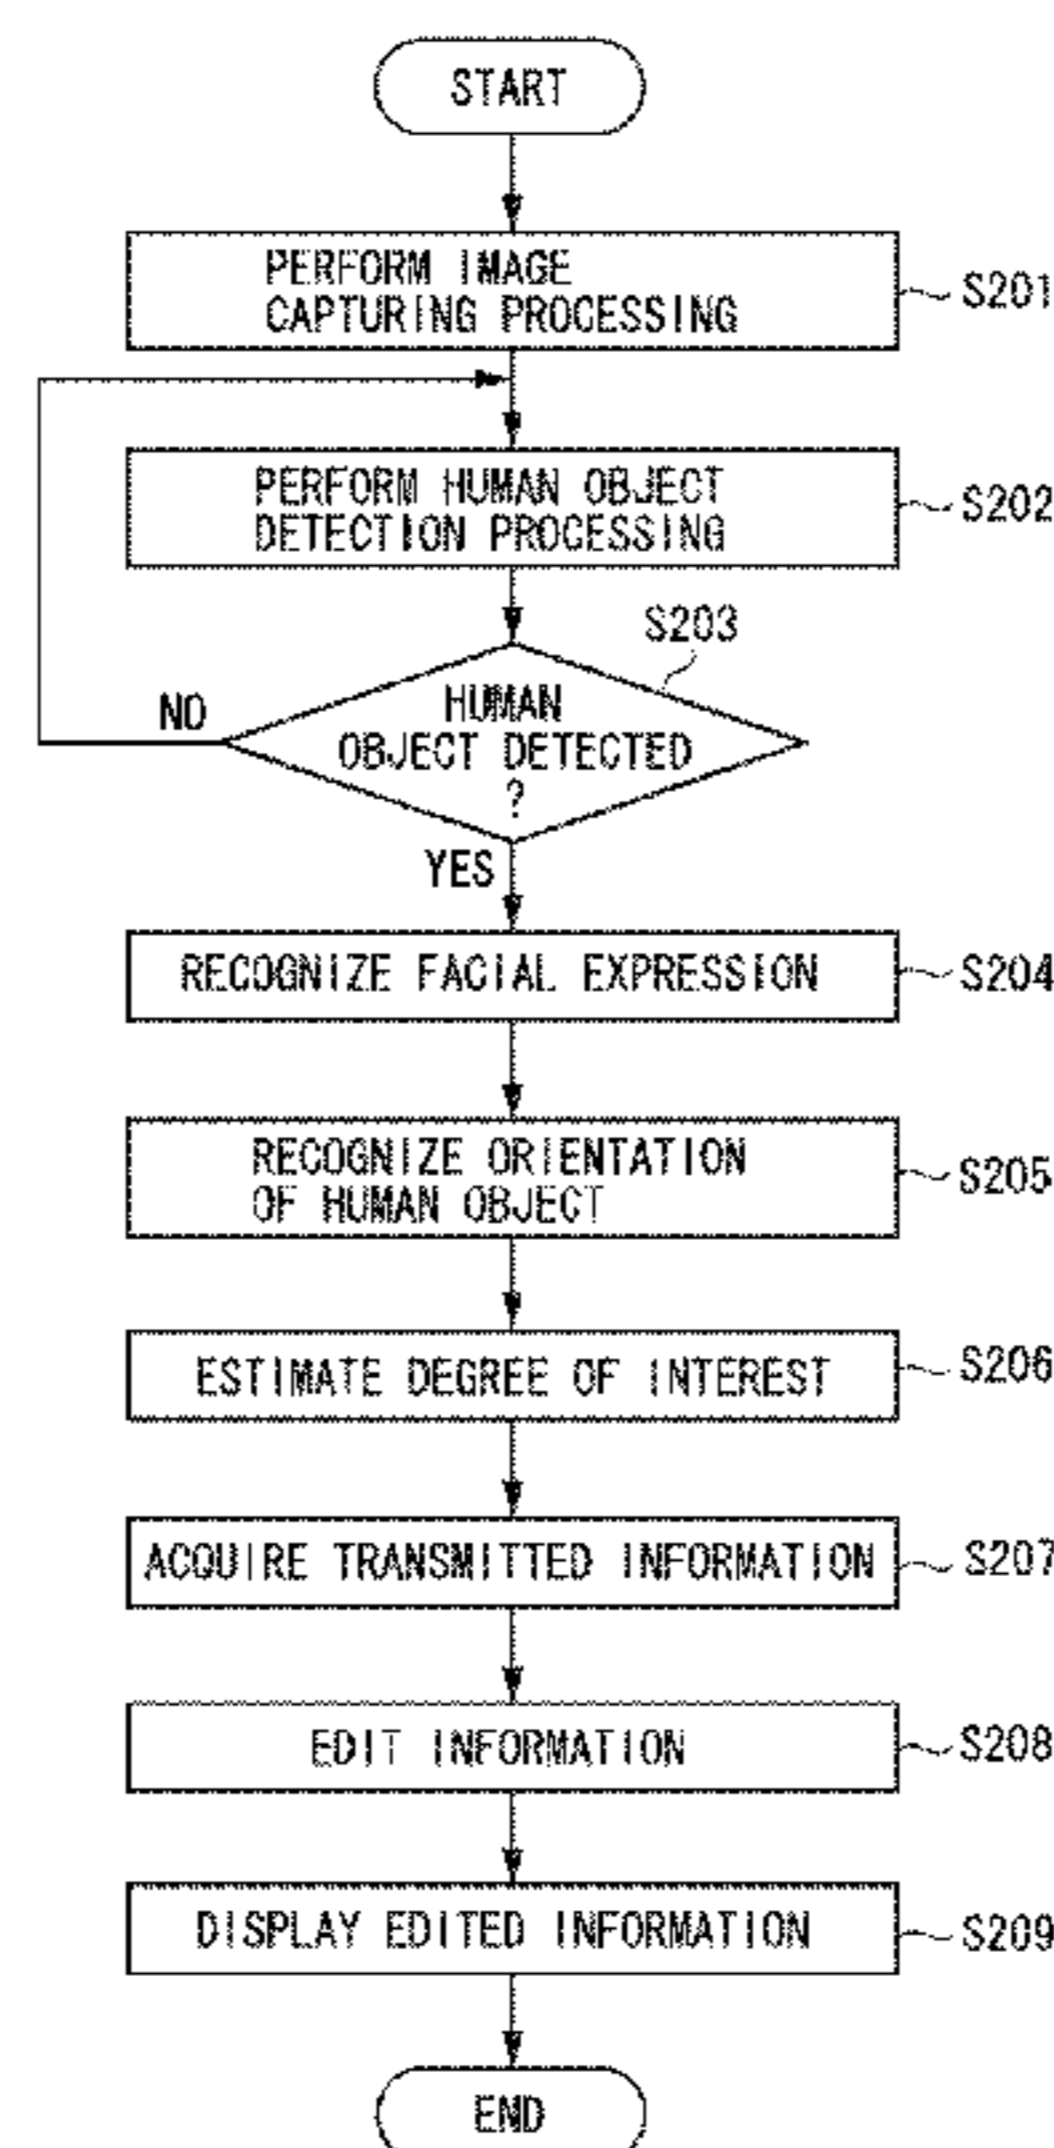 START
PERFORM IMAGE
CAPTURING PROCESSING
S201
PERFORM HUMAN OBJECT
DETECTION PROCESSING
S202
S203
HUMAN
OBJECT DETECTED
?
NO
YES
RECOGNIZE FACIAL EXPRESSION
S204
RECOGNIZE ORIENTATION
OF HUMAN OBJECT
S205
ESTIMATE DEGREE OF INTEREST
S206
ACQUIRE TRANSMITTED INFORMATION
S207
EDIT INFORMATION
S208
DISPLAY EDITED INFORMATION
S209
END